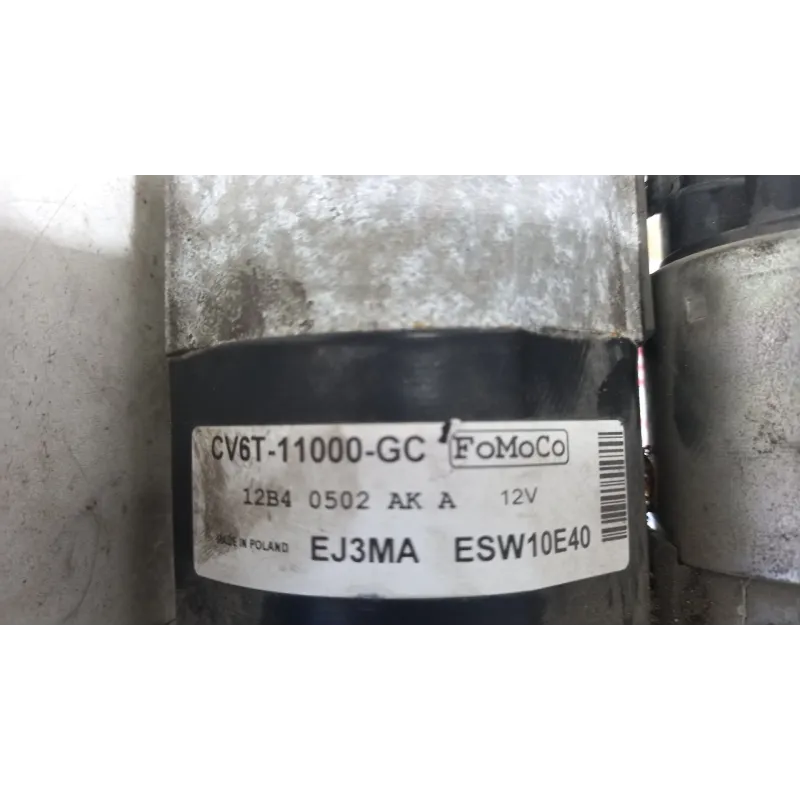 CV6T-11000-GC FoMoCo
12B4 0502 AK A 12V
MADE IN POLAND EJ3MA ESW10E40